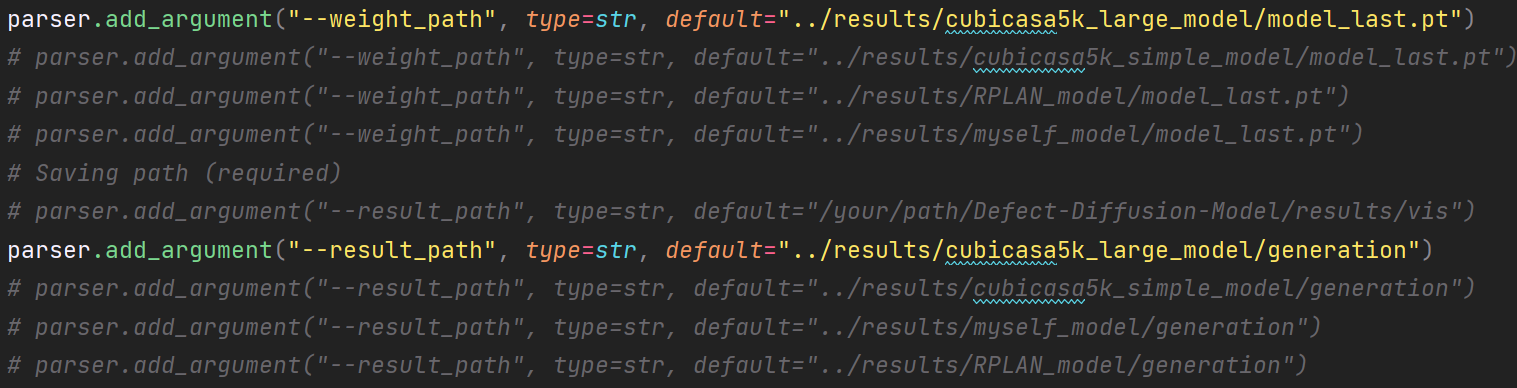 parser.add_argument("--weight_path", type=str, default="../results/cubicasa5k_large_model/model_last.pt")
# parser.add_argument("--weight_path", type=str, default="../results/cubicasa5k_simple_model/model_last.pt")
# parser.add_argument("--weight_path", type=str, default="../results/RPLAN_model/model_last.pt")
# parser.add_argument("--weight_path", type=str, default="../results/myself_model/model_last.pt")
# Saving path (required)
# parser.add_argument("--result_path", type=str, default="/your/path/Defect-Diffusion-Model/results/vis")
parser.add_argument("--result_path", type=str, default="../results/cubicasa5k_large_model/generation")
# parser.add_argument("--result_path", type=str, default="../results/cubicasa5k_simple_model/generation")
# parser.add_argument("--result_path", type=str, default="../results/myself_model/generation")
# parser.add_argument("--result_path", type=str, default="../results/RPLAN_model/generation")